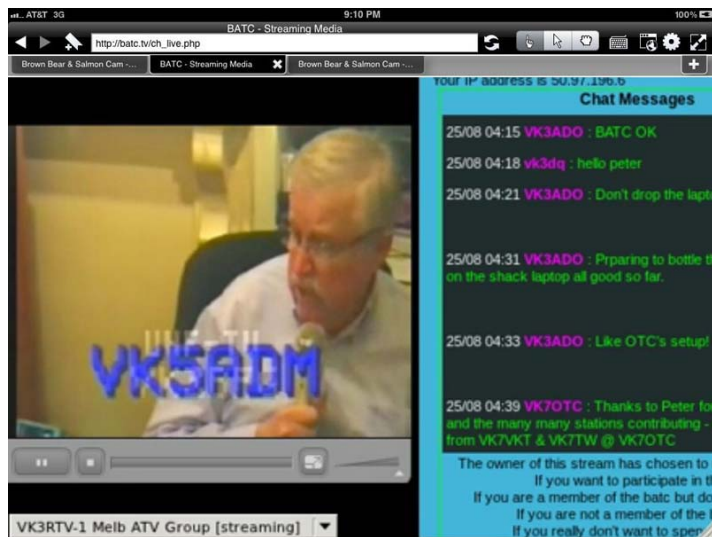 AT&T 3G 9:10 PM 100%
BATC - Streaming Media
http://batc.tv/ch_live.php
Brown Bear & Salmon Cam -... BATC - Streaming Media Brown Bear & Salmon Cam -...
Your IP address is 50.97.196.6
Chat Messages
25/08 04:15 VK3ADO : BATC OK
25/08 04:18 vk3dq : hello peter
25/08 04:21 VK3ADO : Don't drop the lapt
25/08 04:31 VK3ADO : Prparing to bottle th
on the shack laptop all good so far.
25/08 04:33 VK3ADO : Like OTC's setup!
25/08 04:39 VK7OTC : Thanks to Peter fo
and the many many stations contributing -
from VK7VKT & VK7TW @ VK7OTC
VK5ADM
The owner of this stream has chosen to
If you want to participate in t
If you are a member of the batc but do
If you are not a member of the
If you really don't want to spe
VK3RTV-1 Melb ATV Group [streaming]